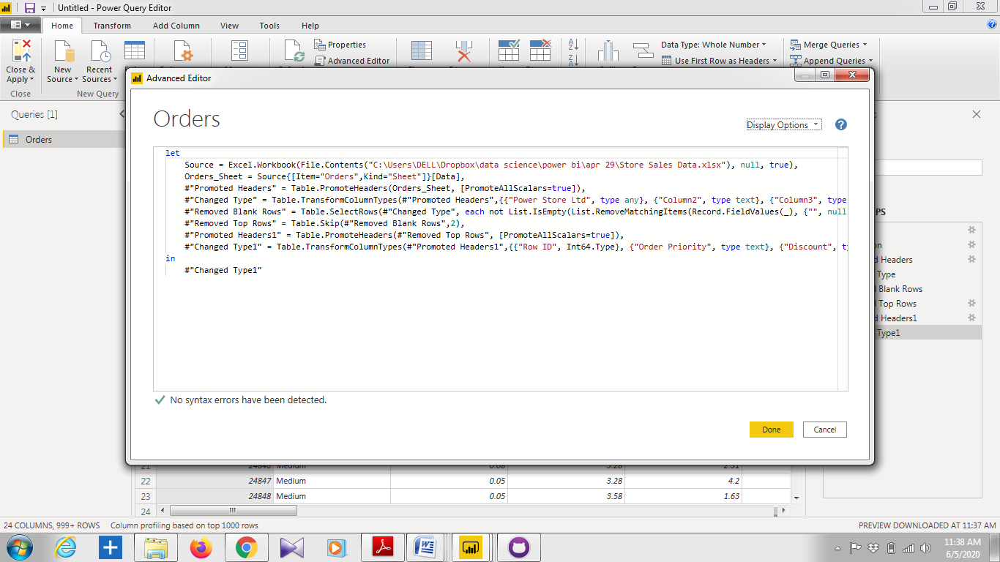 Untitled - Power Query Editor
Home Transform Add Column View Tools Help
Close & Apply
New Source
Recent Sources
Properties
Advanced Editor
Data Type: Whole Number
Use First Row as Headers
Merge Queries
Append Queries
Close
New Query
Queries [1]
Orders
Advanced Editor
Orders
Display Options
let
Source = Excel.Workbook(File.Contents("C:\Users\DELL\Dropbox\data science\power bi\apr 29\Store Sales Data.xlsx"), null, true),
Orders_Sheet = Source{[Item="Orders",Kind="Sheet"]}[Data],
#"Promoted Headers" = Table.PromoteHeaders(Orders_Sheet, [PromoteAllScalars=true]),
#"Changed Type" = Table.TransformColumnTypes(#"Promoted Headers",{{"Power Store Ltd", type any}, {"Column2", type text}, {"Column3", type
#"Removed Blank Rows" = Table.SelectRows(#"Changed Type", each not List.IsEmpty(List.RemoveMatchingItems(Record.FieldValues(_), {"", null
#"Removed Top Rows" = Table.Skip(#"Removed Blank Rows",2),
#"Promoted Headers1" = Table.PromoteHeaders(#"Removed Top Rows", [PromoteAllScalars=true]),
#"Changed Type1" = Table.TransformColumnTypes(#"Promoted Headers1",{{"Row ID", Int64.Type}, {"Order Priority", type text}, {"Discount", ty
in
#"Changed Type1"
No syntax errors have been detected.
Done Cancel
PS
on
d Headers
Type
Blank Rows
Top Rows
d Headers1
Type1
21 24846 Medium 0.08 3.28 2.31
22 24847 Medium 0.05 3.28 4.2
23 24848 Medium 0.05 3.58 1.63
24
24 COLUMNS, 999+ ROWS Column profiling based on top 1000 rows
PREVIEW DOWNLOADED AT 11:37 AM
11:38 AM
6/5/2020